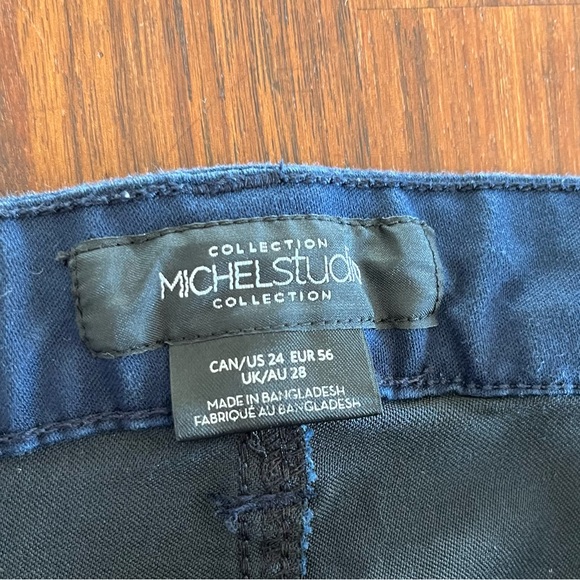 COLLECTION
MICHELstudio
COLLECTION
CAN/US 24 EUR 56
UK/AU 28
MADE IN BANGLADESH
FABRIQUÉ AU BANGLADESH